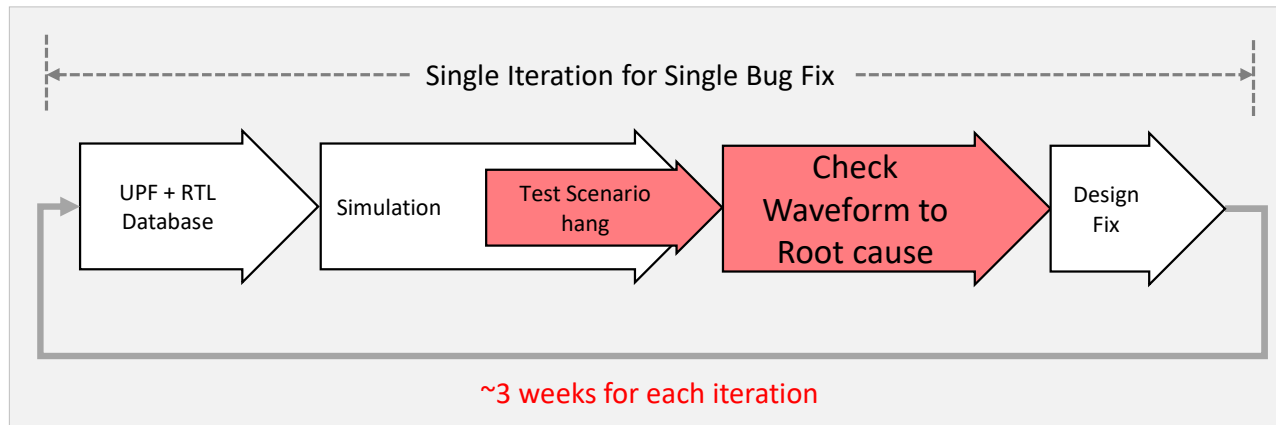 Single Iteration for Single Bug Fix
UPF + RTL
Database
Simulation
Test Scenario
hang
Check
Waveform to
Root cause
Design
Fix
~3 weeks for each iteration